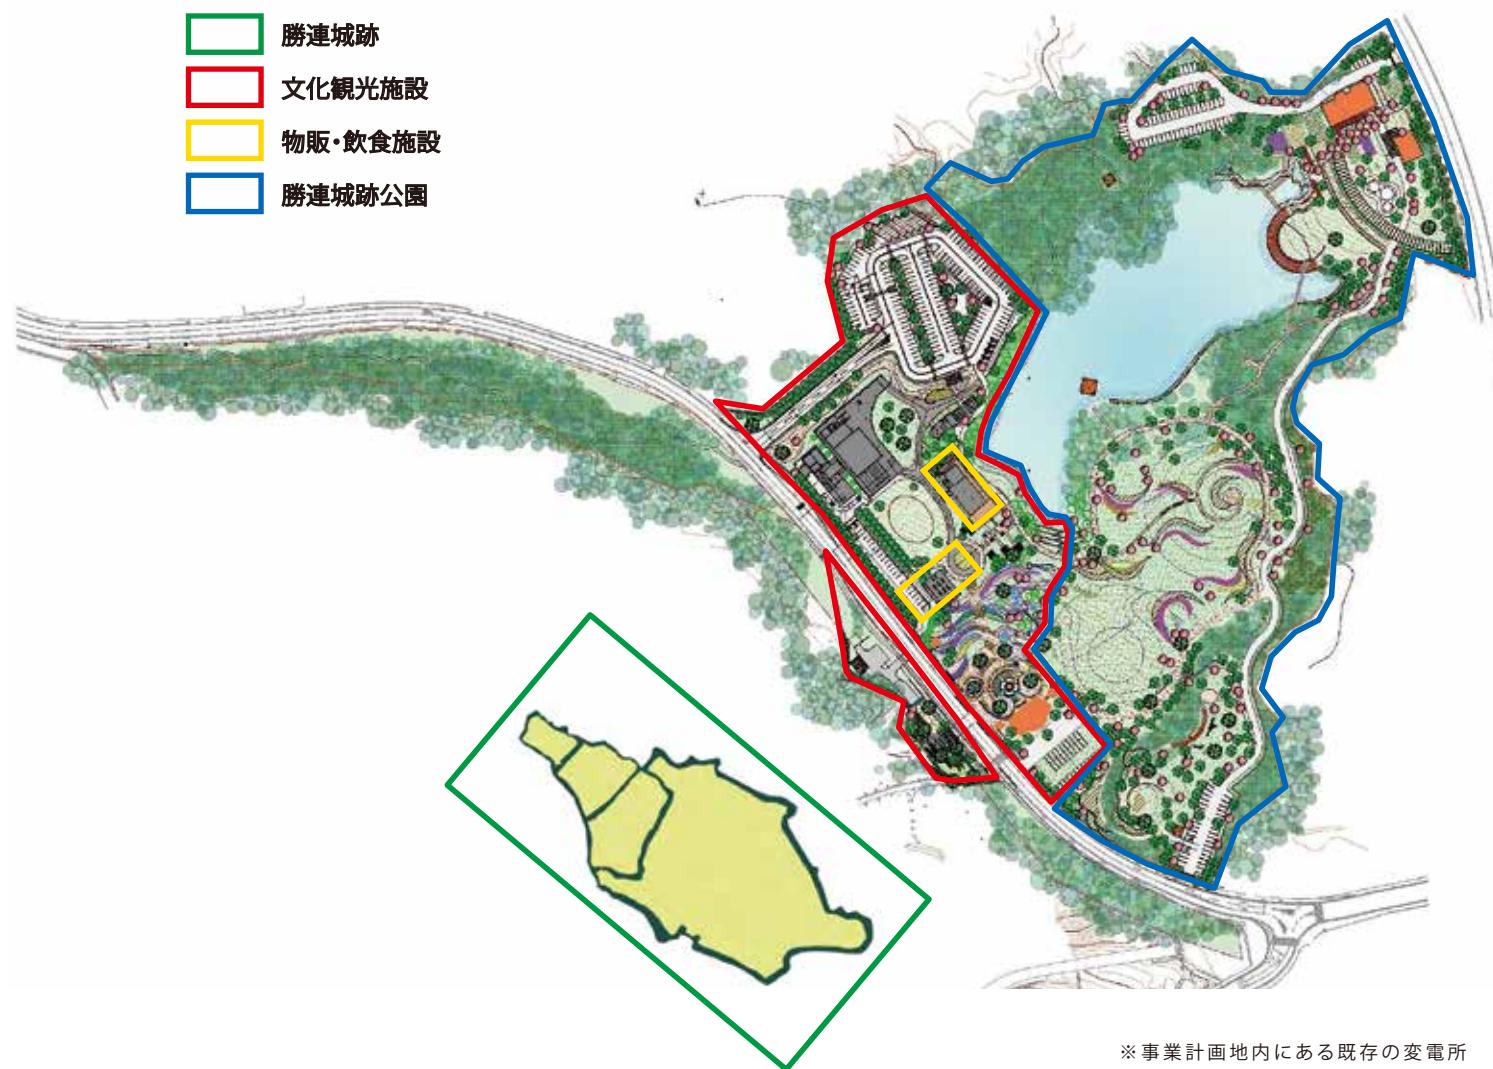 勝連城跡
文化観光施設
物販・飲食施設
勝連城跡公園
※事業計画地内にある既存の変電所